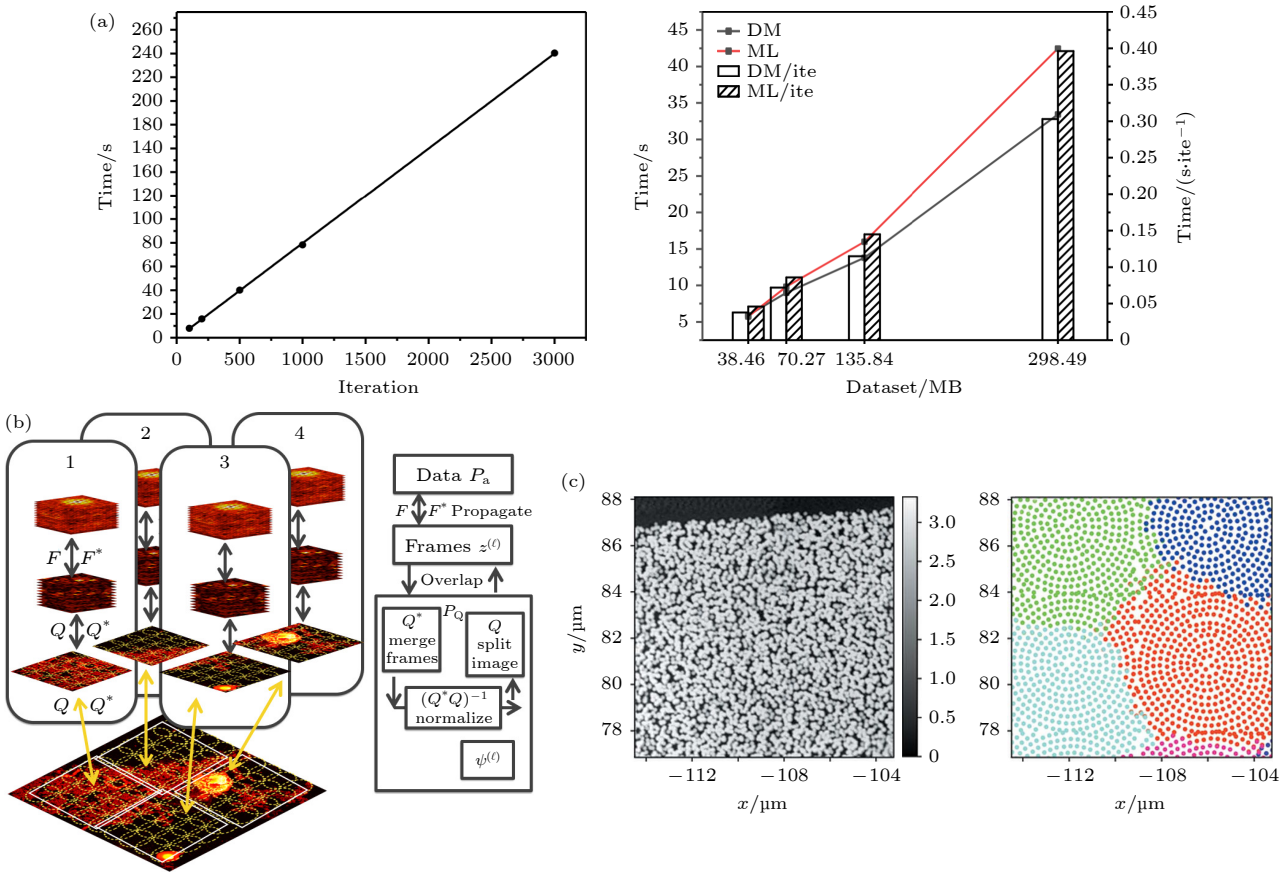 (a)
260
240
220
200
180
160
140
120
100
80
60
40
20
0
Time/s
0 500 1000 1500 2000 2500 3000
Iteration
DM
ML
DM/ite
ML/ite
45
40
35
30
25
20
15
10
5
Time/s
0.45
0.40
0.35
0.30
0.25
0.20
0.15
0.10
0.05
0
Time/(s·ite⁻¹)
38.46 70.27 135.84 298.49
Dataset/MB
(b)
1
2
3
4
F F*
Q Q*
Q Q*
Data Pₐ
F F* Propagate
Frames z⁽ℓ⁾
Overlap
P_Q
Q*
merge
frames
Q
split
image
(Q*Q)⁻¹
normalize
ψ⁽ℓ⁾
(c)
88
86
84
82
80
78
y/μm
−112 −108 −104
x/μm
3.0
2.5
2.0
1.5
1.0
0.5
0
88
86
84
82
80
78
−112 −108 −104
x/μm